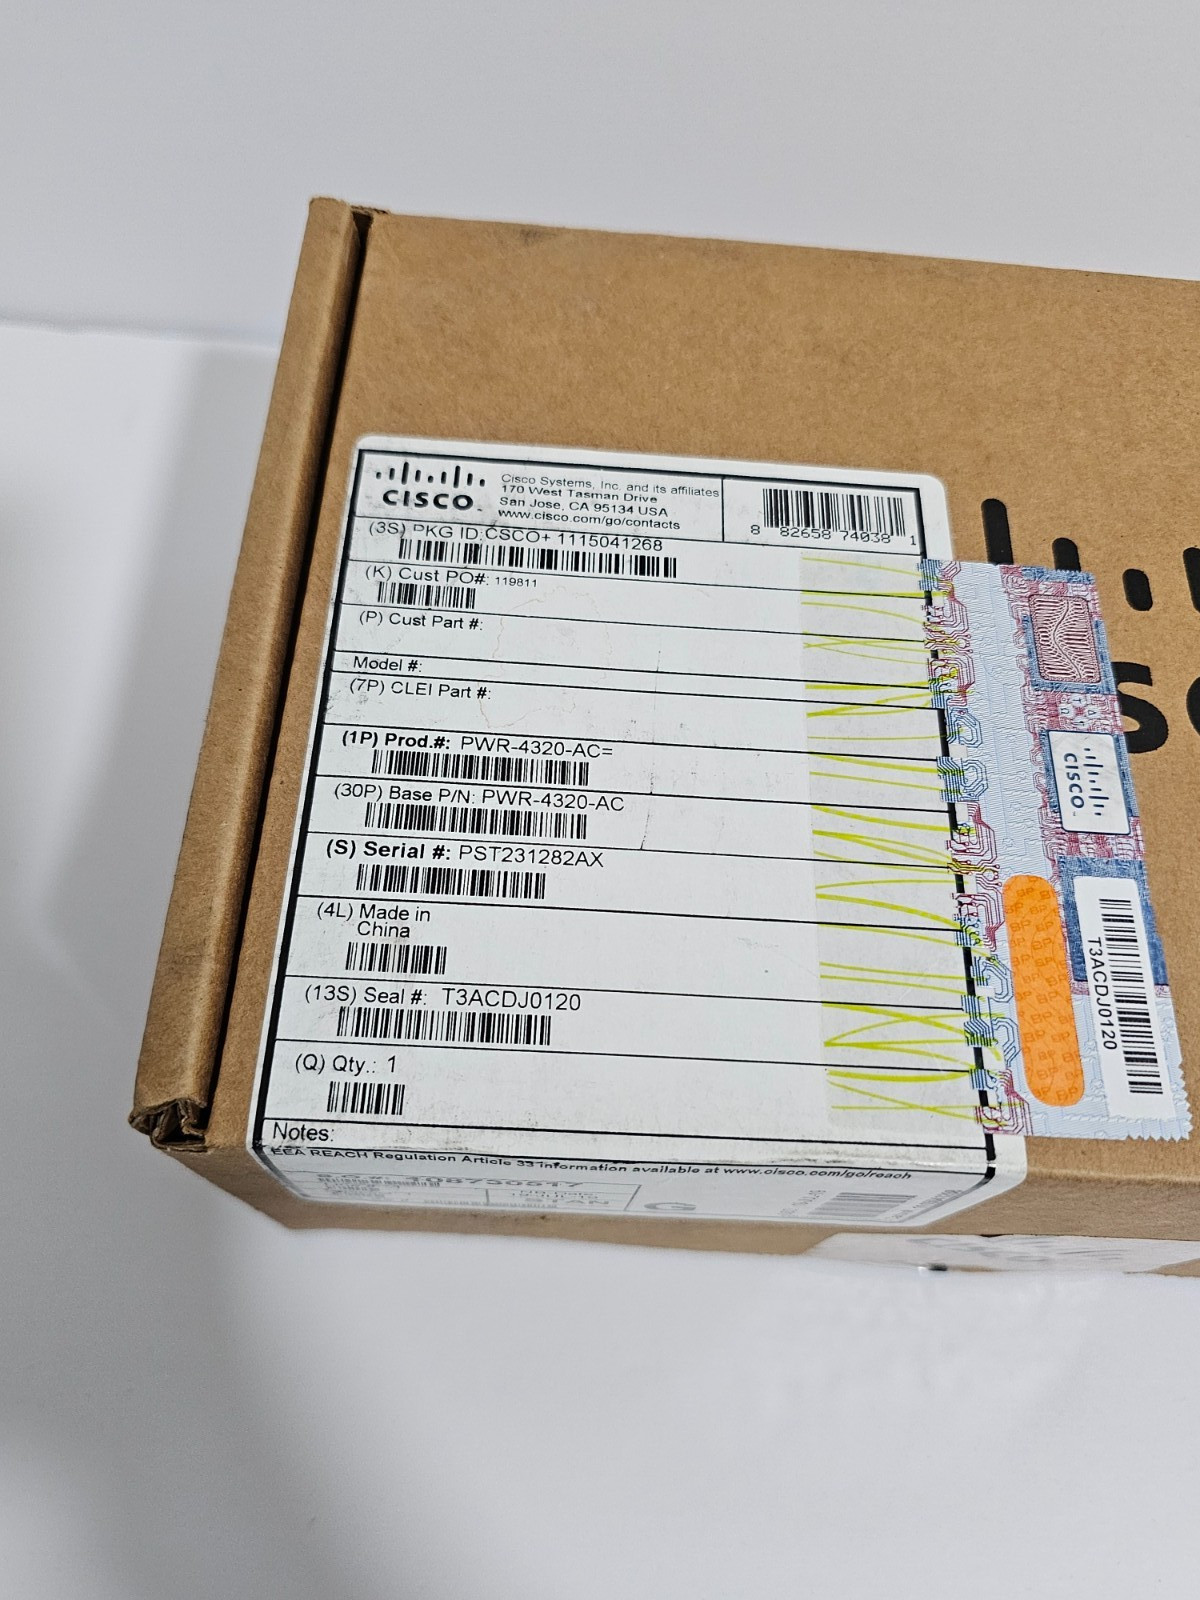 CISCO
Cisco Systems, Inc. and its affiliates
170 West Tasman Drive
San Jose, CA 95134 USA
www.cisco.com/go/contacts
8 82658 74038 1
(3S) PKG ID:CSCO+ 1115041268
(K) Cust PO#: 119811
(P) Cust Part #:
Model #:
(7P) CLEI Part #:
(1P) Prod.#: PWR-4320-AC=
(30P) Base P/N: PWR-4320-AC
(S) Serial #: PST231282AX
(4L) Made in
China
(13S) Seal #: T3ACDJ0120
(Q) Qty.: 1
Notes:
EEA REACH Regulation Article 33 information available at www.cisco.com/go/reach
CISCO
T3ACDJ0120